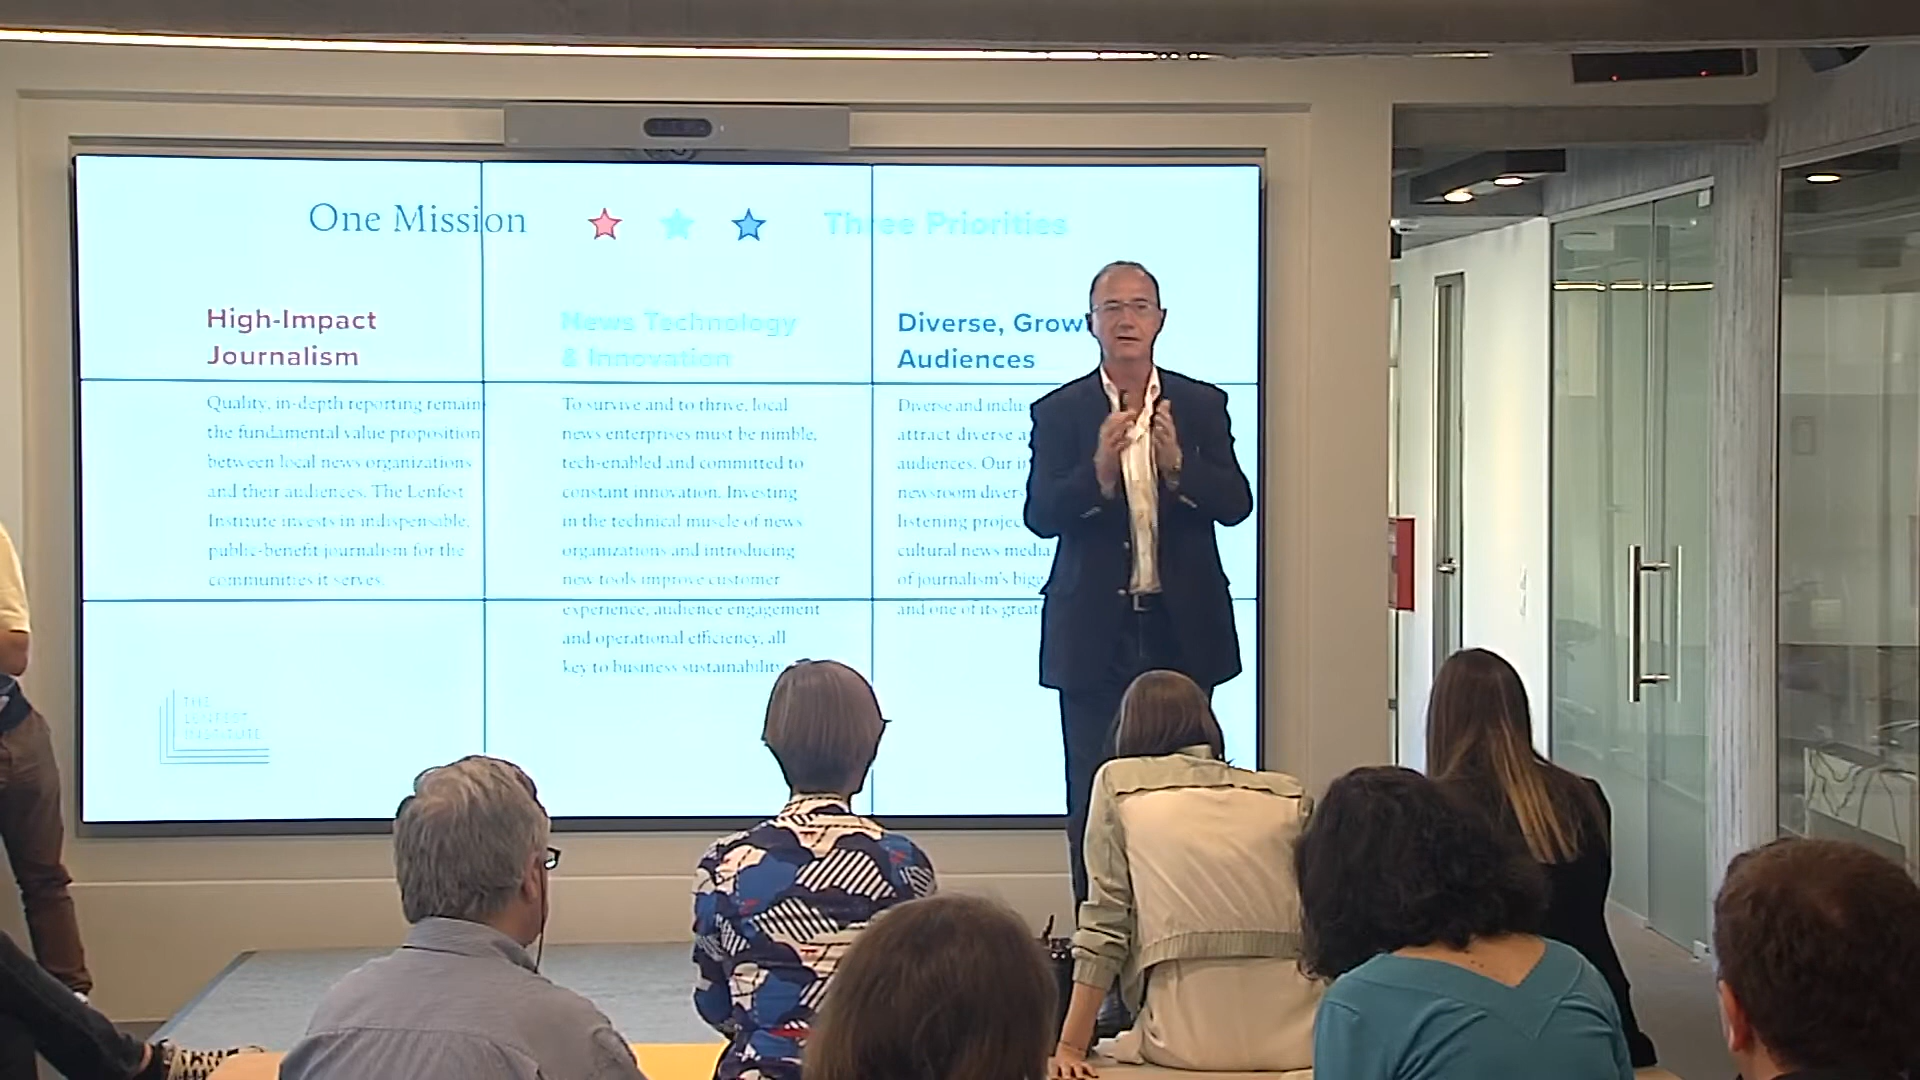 One Mission
Three Priorities
High-Impact
Journalism
Quality, in-depth reporting remain
the fundamental value proposition
between local news organizations
and their audiences. The Lenfest
Institute invests in indispensable,
public-benefit journalism for the
communities it serves.
News Technology
& Innovation
To survive and to thrive, local
news enterprises must be nimble,
tech-enabled and committed to
constant innovation. Investing
in the technical muscle of news
organizations and introducing
new tools improve customer
experience, audience engagement
and operational efficiency, all
key to business sustainability.
Diverse, Grow
Audiences
Diverse and inclu
attract diverse a
audiences. Our i
newsroom divers
listening projec
cultural news media
of journalism's bigg
and one of its great
THE
LENFEST
INSTITUTE